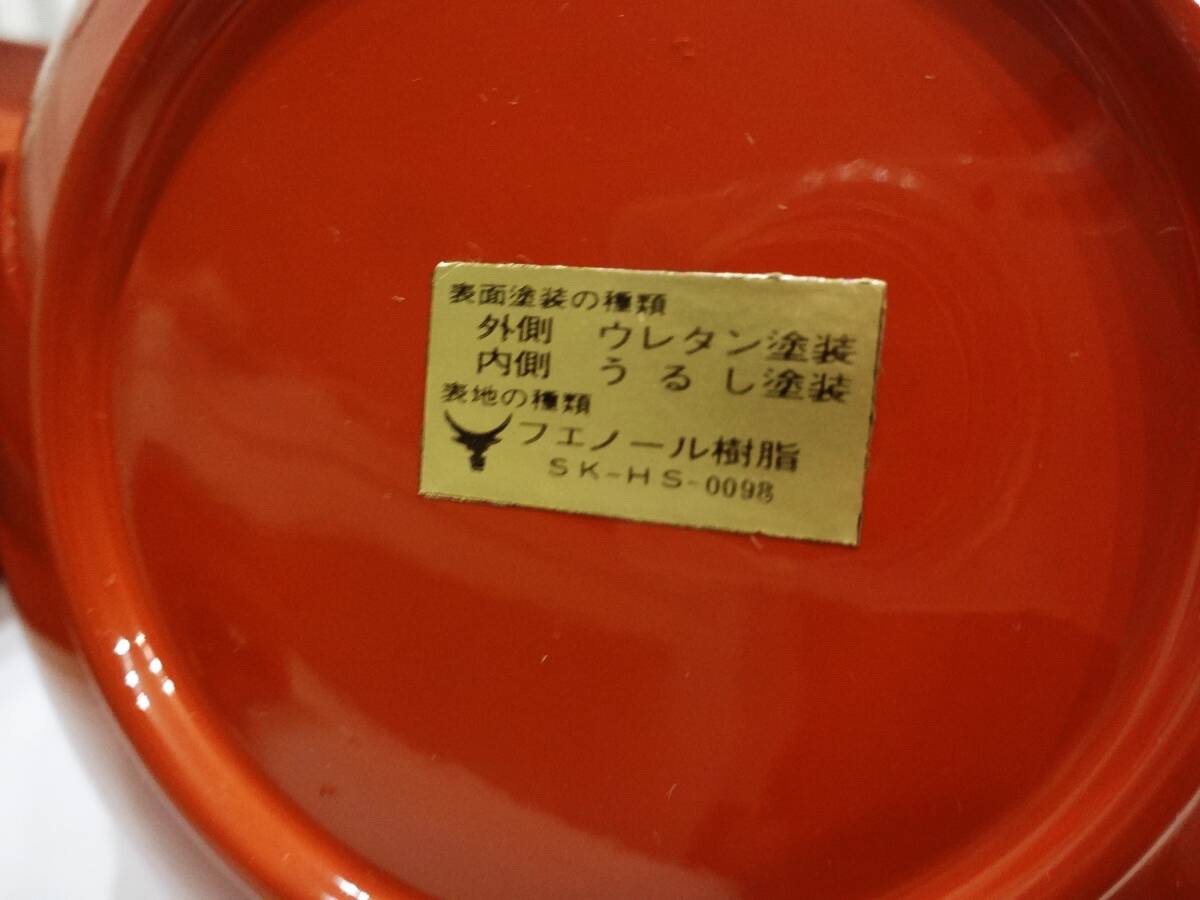 表面塗装の種類
外側 ウレタン塗装
内側 うるし塗装
表地の種類
フエノール樹脂
SK-HS-0098